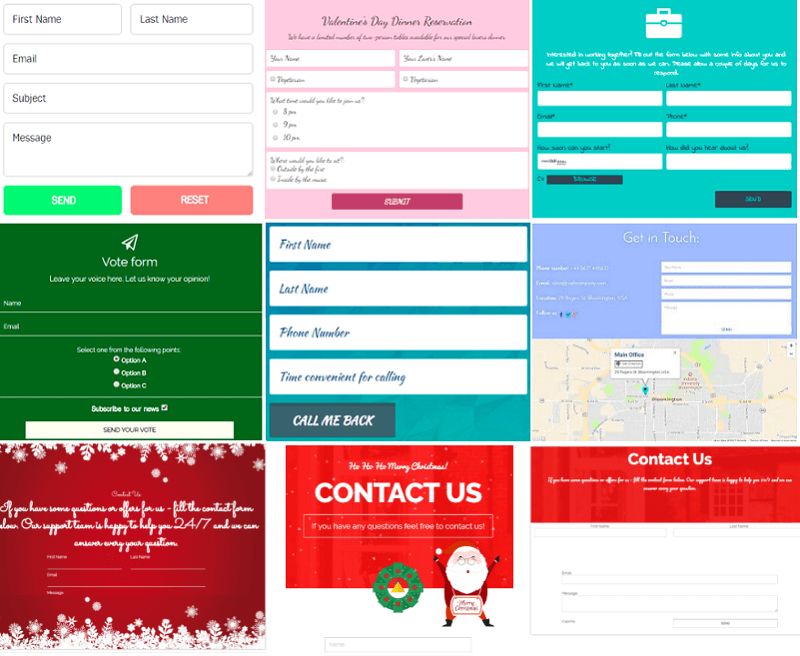 First Name
Last Name
Email
Subject
Message
SEND
RESET
Valentine's Day Dinner Reservation
We have a limited number of two-person tables available for our special lovers dinner
Your Name
Your Lovers Name
Vegetarian
Vegetarian
What time would you like to join us?:
8 pm
9 pm
10 pm
Where would you like to sit?:
Outside by the fire
Inside by the music
SUBMIT
Interested in working together? Fill out the form below with some info about you and
we will get back to you as soon as we can. Please allow a couple of days for us to
respond.
First Name*
Last Name*
Email*
Phone*
How soon can you start?
How did you hear about us?
Cv
SEND
Vote form
Leave your voice here. Let us know your opinion!
Name
Email
Select one from the following points:
Option A
Option B
Option C
Subscribe to our news
SEND YOUR VOTE
First Name
Last Name
Phone Number
Time convenient for calling
CALL ME BACK
Get in Touch:
Phone number:
Email:
Location: 29 Rogers St, Bloomington, USA
Follow us
Message
SEND
Main Office
Bloomington
Contact Us
If you have some questions or offers for us - fill the contact form
below. Our support team is happy to help you 24/7 and we can
answer every your question.
First Name
Last Name
Email
Message
Ho Ho Ho Merry Christmas!
CONTACT US
If you have any questions feel free to contact us!
Merry
Christmas
Name
Contact Us
If you have some questions or offers for us - fill the contact form below. Our support team is happy to help you 24/7 and we can
answer every your question.
First Name
Last Name
Email
Message
Captcha
SEND